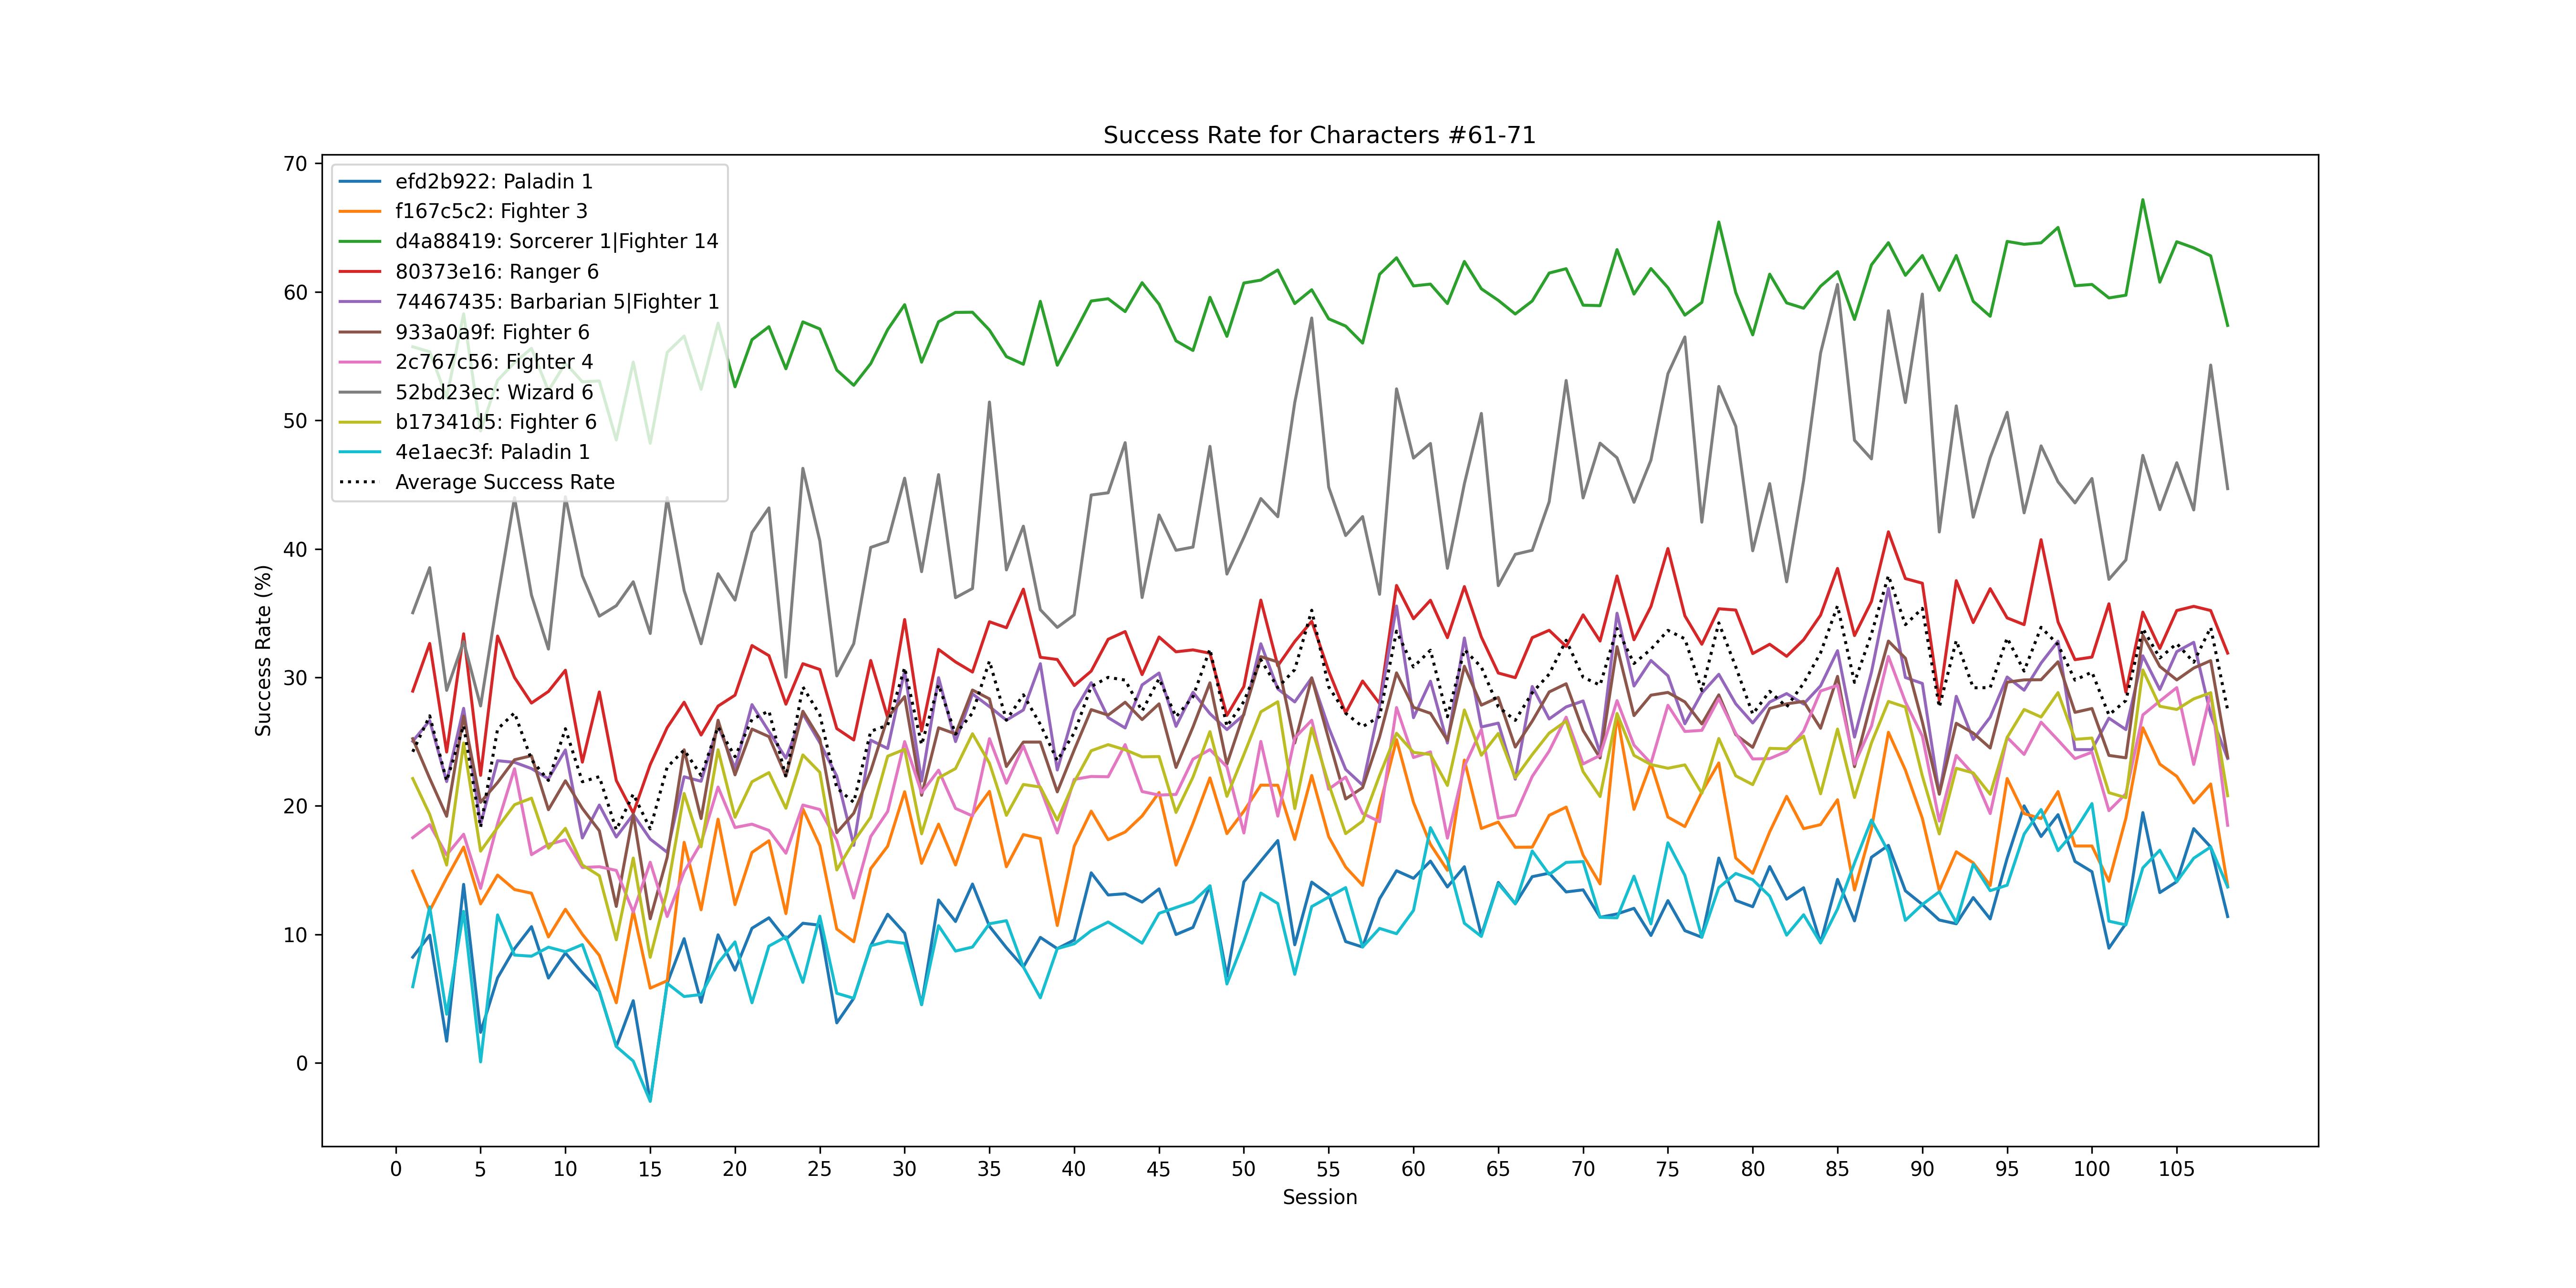 Success Rate for Characters #61-71
70
60
50
40
30
20
10
0
Success Rate (%)
efd2b922: Paladin 1
f167c5c2: Fighter 3
d4a88419: Sorcerer 1|Fighter 14
80373e16: Ranger 6
74467435: Barbarian 5|Fighter 1
933a0a9f: Fighter 6
2c767c56: Fighter 4
52bd23ec: Wizard 6
b17341d5: Fighter 6
4e1aec3f: Paladin 1
Average Success Rate
0 5 10 15 20 25 30 35 40 45 50 55 60 65 70 75 80 85 90 95 100 105
Session